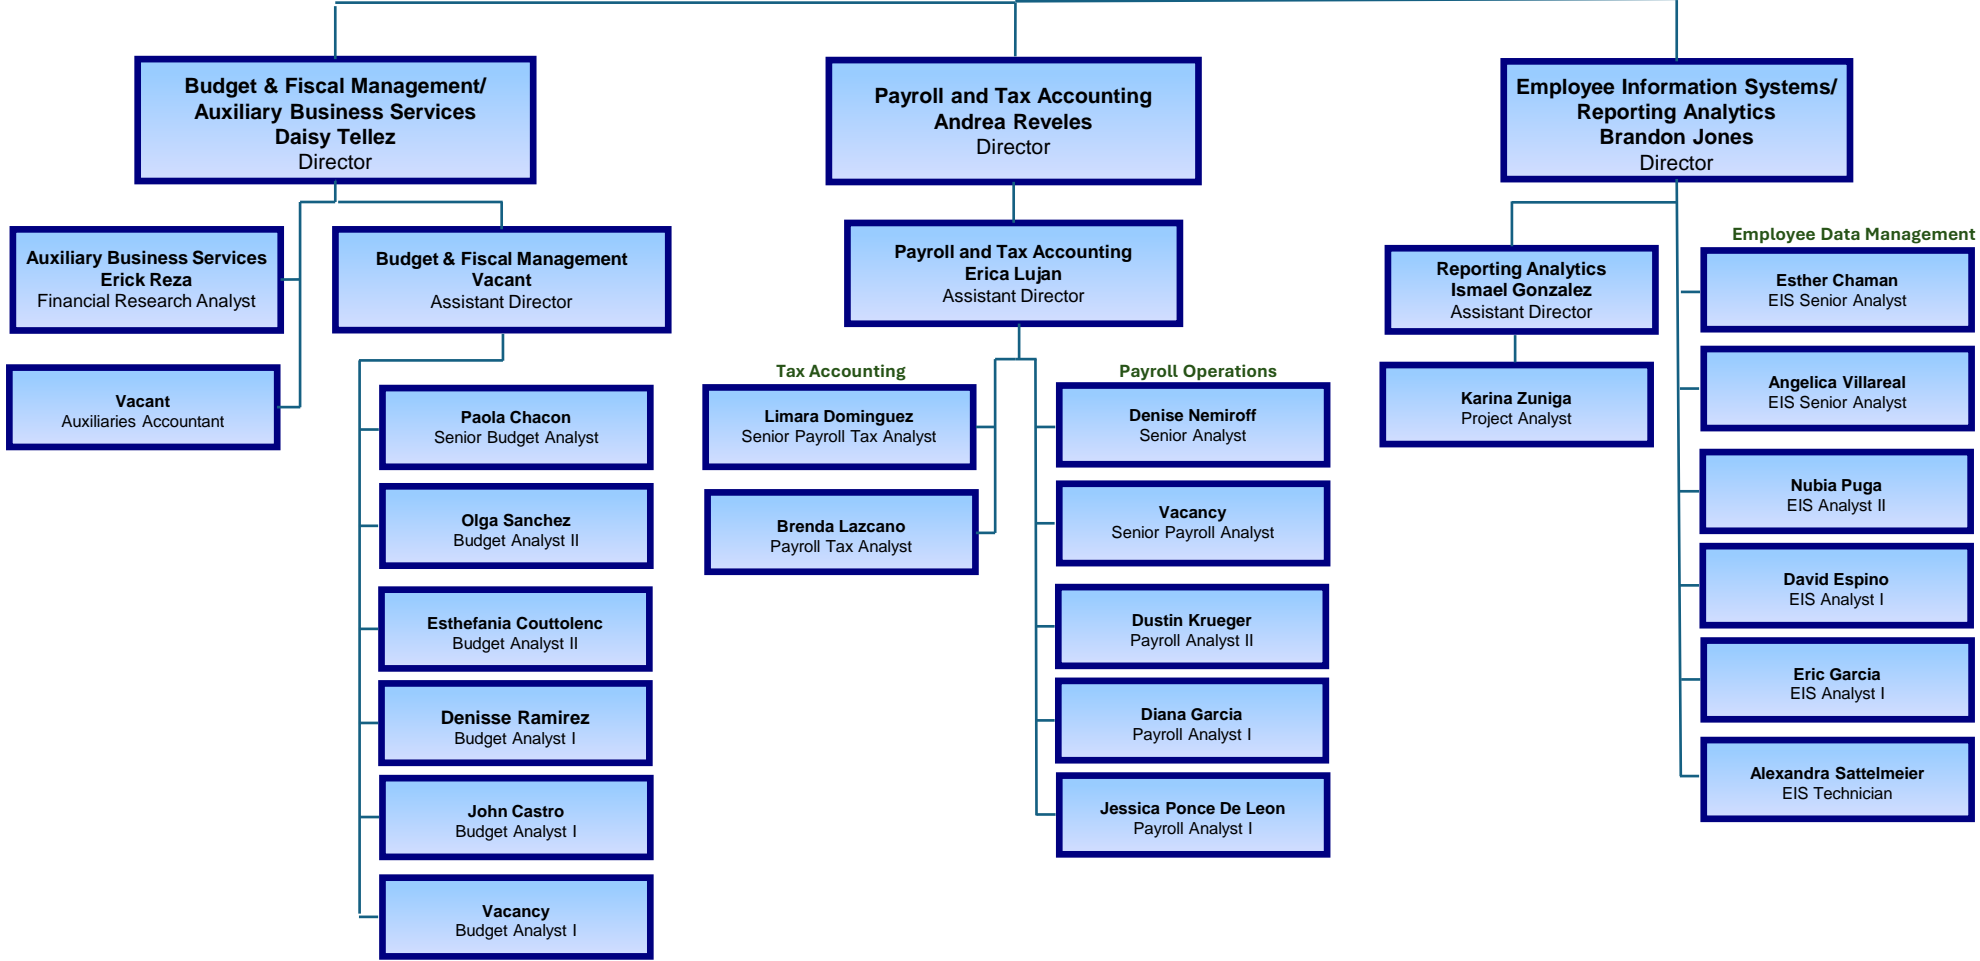 Budget & Fiscal Management/
Auxiliary Business Services
Daisy Tellez
Director
Auxiliary Business Services
Erick Reza
Financial Research Analyst
Vacant
Auxiliaries Accountant
Budget & Fiscal Management
Vacant
Assistant Director
Paola Chacon
Senior Budget Analyst
Olga Sanchez
Budget Analyst II
Esthefania Couttolenc
Budget Analyst II
Denisse Ramirez
Budget Analyst I
John Castro
Budget Analyst I
Vacancy
Budget Analyst I
Payroll and Tax Accounting
Andrea Reveles
Director
Payroll and Tax Accounting
Erica Lujan
Assistant Director
Tax Accounting
Limara Dominguez
Senior Payroll Tax Analyst
Brenda Lazcano
Payroll Tax Analyst
Payroll Operations
Denise Nemiroff
Senior Analyst
Vacancy
Senior Payroll Analyst
Dustin Krueger
Payroll Analyst II
Diana Garcia
Payroll Analyst I
Jessica Ponce De Leon
Payroll Analyst I
Employee Information Systems/
Reporting Analytics
Brandon Jones
Director
Reporting Analytics
Ismael Gonzalez
Assistant Director
Karina Zuniga
Project Analyst
Employee Data Management
Esther Chaman
EIS Senior Analyst
Angelica Villareal
EIS Senior Analyst
Nubia Puga
EIS Analyst II
David Espino
EIS Analyst I
Eric Garcia
EIS Analyst I
Alexandra Sattelmeier
EIS Technician